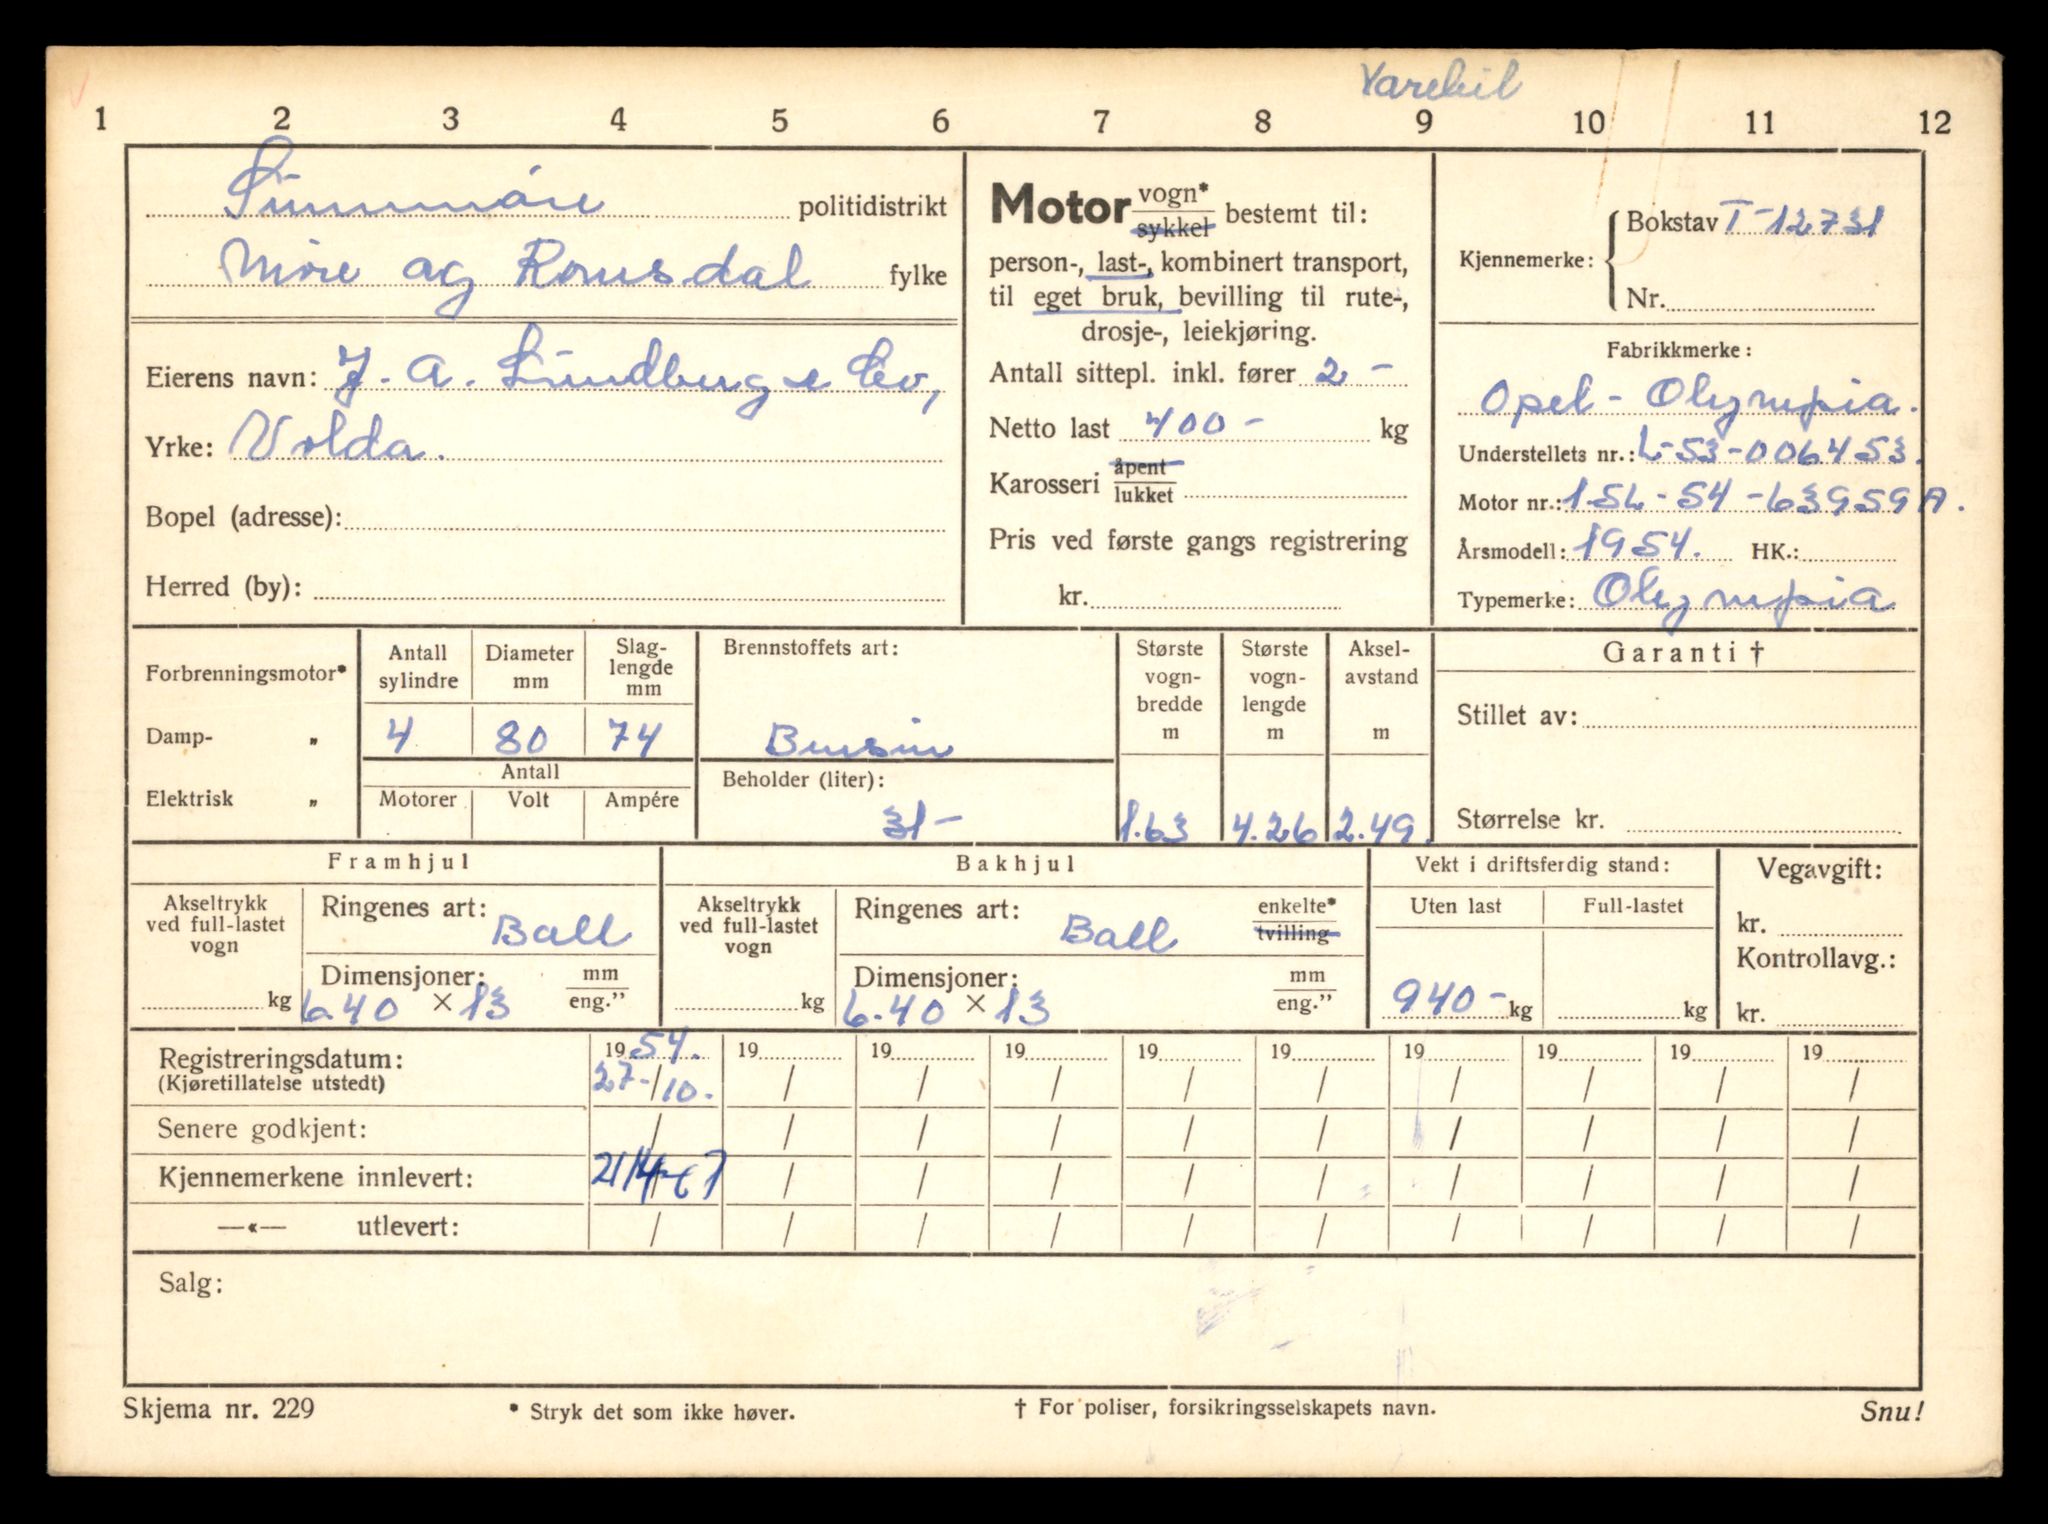 Varebil
1 2 3 4 5 6 7 8 9 10 11 12
Sunnmøre politidistrikt
Møre og Romsdal fylke
Eierens navn: J. A. Lundberg & Co,
Yrke: Volda.
Bopel (adresse):
Herred (by):
Motor vogn* sykkel bestemt til:
person-, last-, kombinert transport,
til eget bruk, bevilling til rute-,
drosje-, leiekjøring.
Antall sittepl. inkl. fører 2 -
Netto last 400 - kg
Karosseri åpent lukket
Pris ved første gangs registrering
kr.
Kjennemerke: Bokstav T-12731
Nr.
Fabrikkmerke:
Opel - Olympia.
Understellets nr.: L-53-006453.
Motor nr.: 1.5L-54-63959A.
Årsmodell: 1954. HK.:
Typemerke: Olympia
Forbrenningsmotor*
Damp- „
Elektrisk „
Antall sylindre Diameter mm Slag-lengde mm
4 80 74
Antall
Motorer Volt Ampére
Brennstoffets art:
Bensin
Beholder (liter):
31 -
Største vogn-bredde m Største vogn-lengde m Aksel-avstand m
1.63 4.26 2.49.
Garanti †
Stillet av:
Størrelse kr.
Framhjul
Akseltrykk ved full-lastet vogn
kg
Ringenes art: Ball
Dimensjoner: mm eng.”
6.40 × 13
Bakhjul
Akseltrykk ved full-lastet vogn
kg
Ringenes art: Ball enkelte* tvilling
Dimensjoner: mm eng.”
6.40 × 13
Vekt i driftsferdig stand:
Uten last Full-lastet
940 - kg kg
Vegavgift:
kr.
Kontrollavg.:
kr.
Registreringsdatum: 19 54. 19 19 19 19 19 19 19 19 19
(Kjøretillatelse utstedt) 27-/10. / / / / / / / / /
Senere godkjent: / / / / / / / / / /
Kjennemerkene innlevert: 21/4-67 / / / / / / / / /
—«— utlevert: / / / / / / / / / /
Salg:
Skjema nr. 229 * Stryk det som ikke høver. † For poliser, forsikringsselskapets navn. Snu!